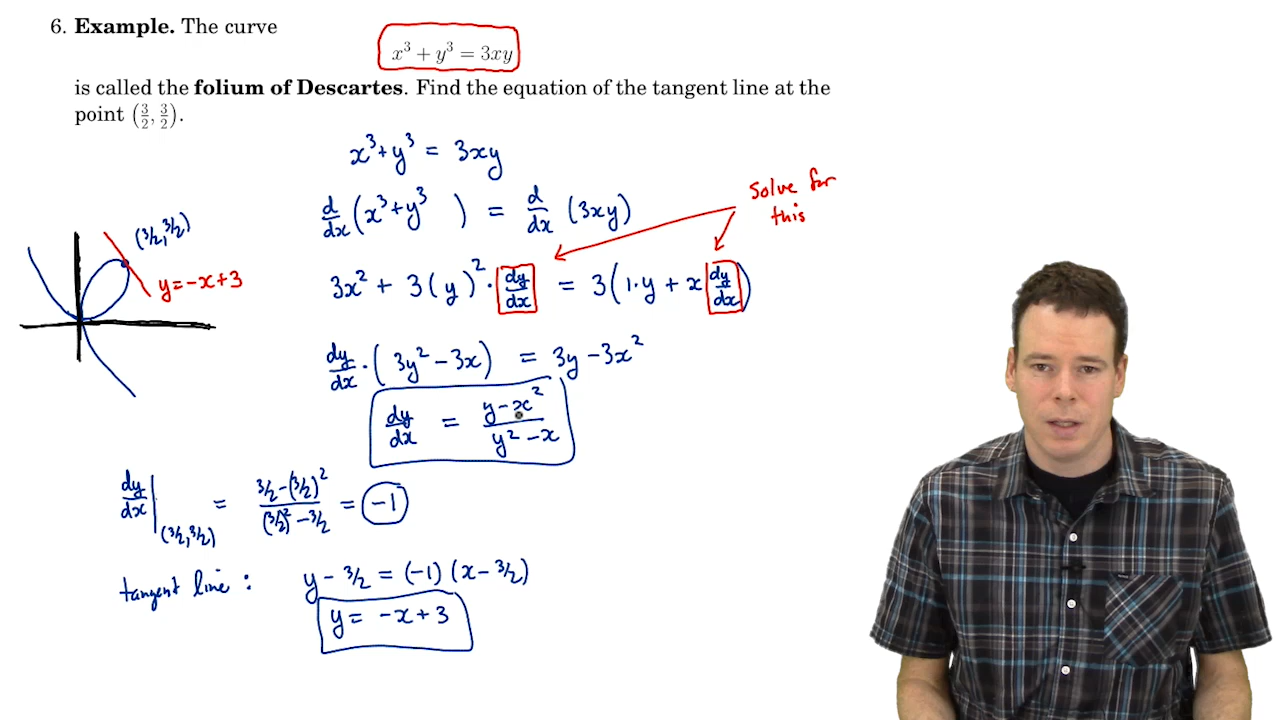 6. Example. The curve
x³ + y³ = 3xy
is called the folium of Descartes. Find the equation of the tangent line at the
point (3/2, 3/2).
x³+y³ = 3xy
d/dx (x³+y³ ) = d/dx (3xy)
Solve for
this
(3/2, 3/2)
y=-x+3
3x² + 3(y)² · dy/dx = 3(1·y + x dy/dx)
dy/dx · (3y² - 3x) = 3y - 3x²
dy/dx = (y-x²)/(y²-x)
dy/dx |(3/2, 3/2) = (3/2-(3/2)²)/((3/2)²-3/2) = -1
tangent line: y - 3/2 = (-1) (x - 3/2)
y = -x + 3